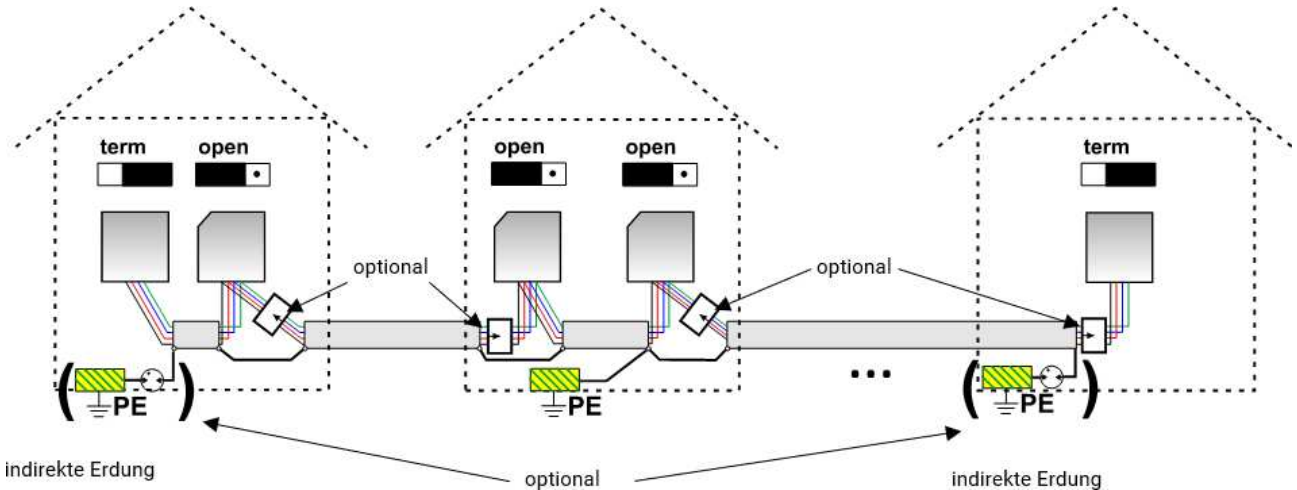 term open
open open
term
optional
optional
PE
PE
...
PE
indirekte Erdung
optional
indirekte Erdung